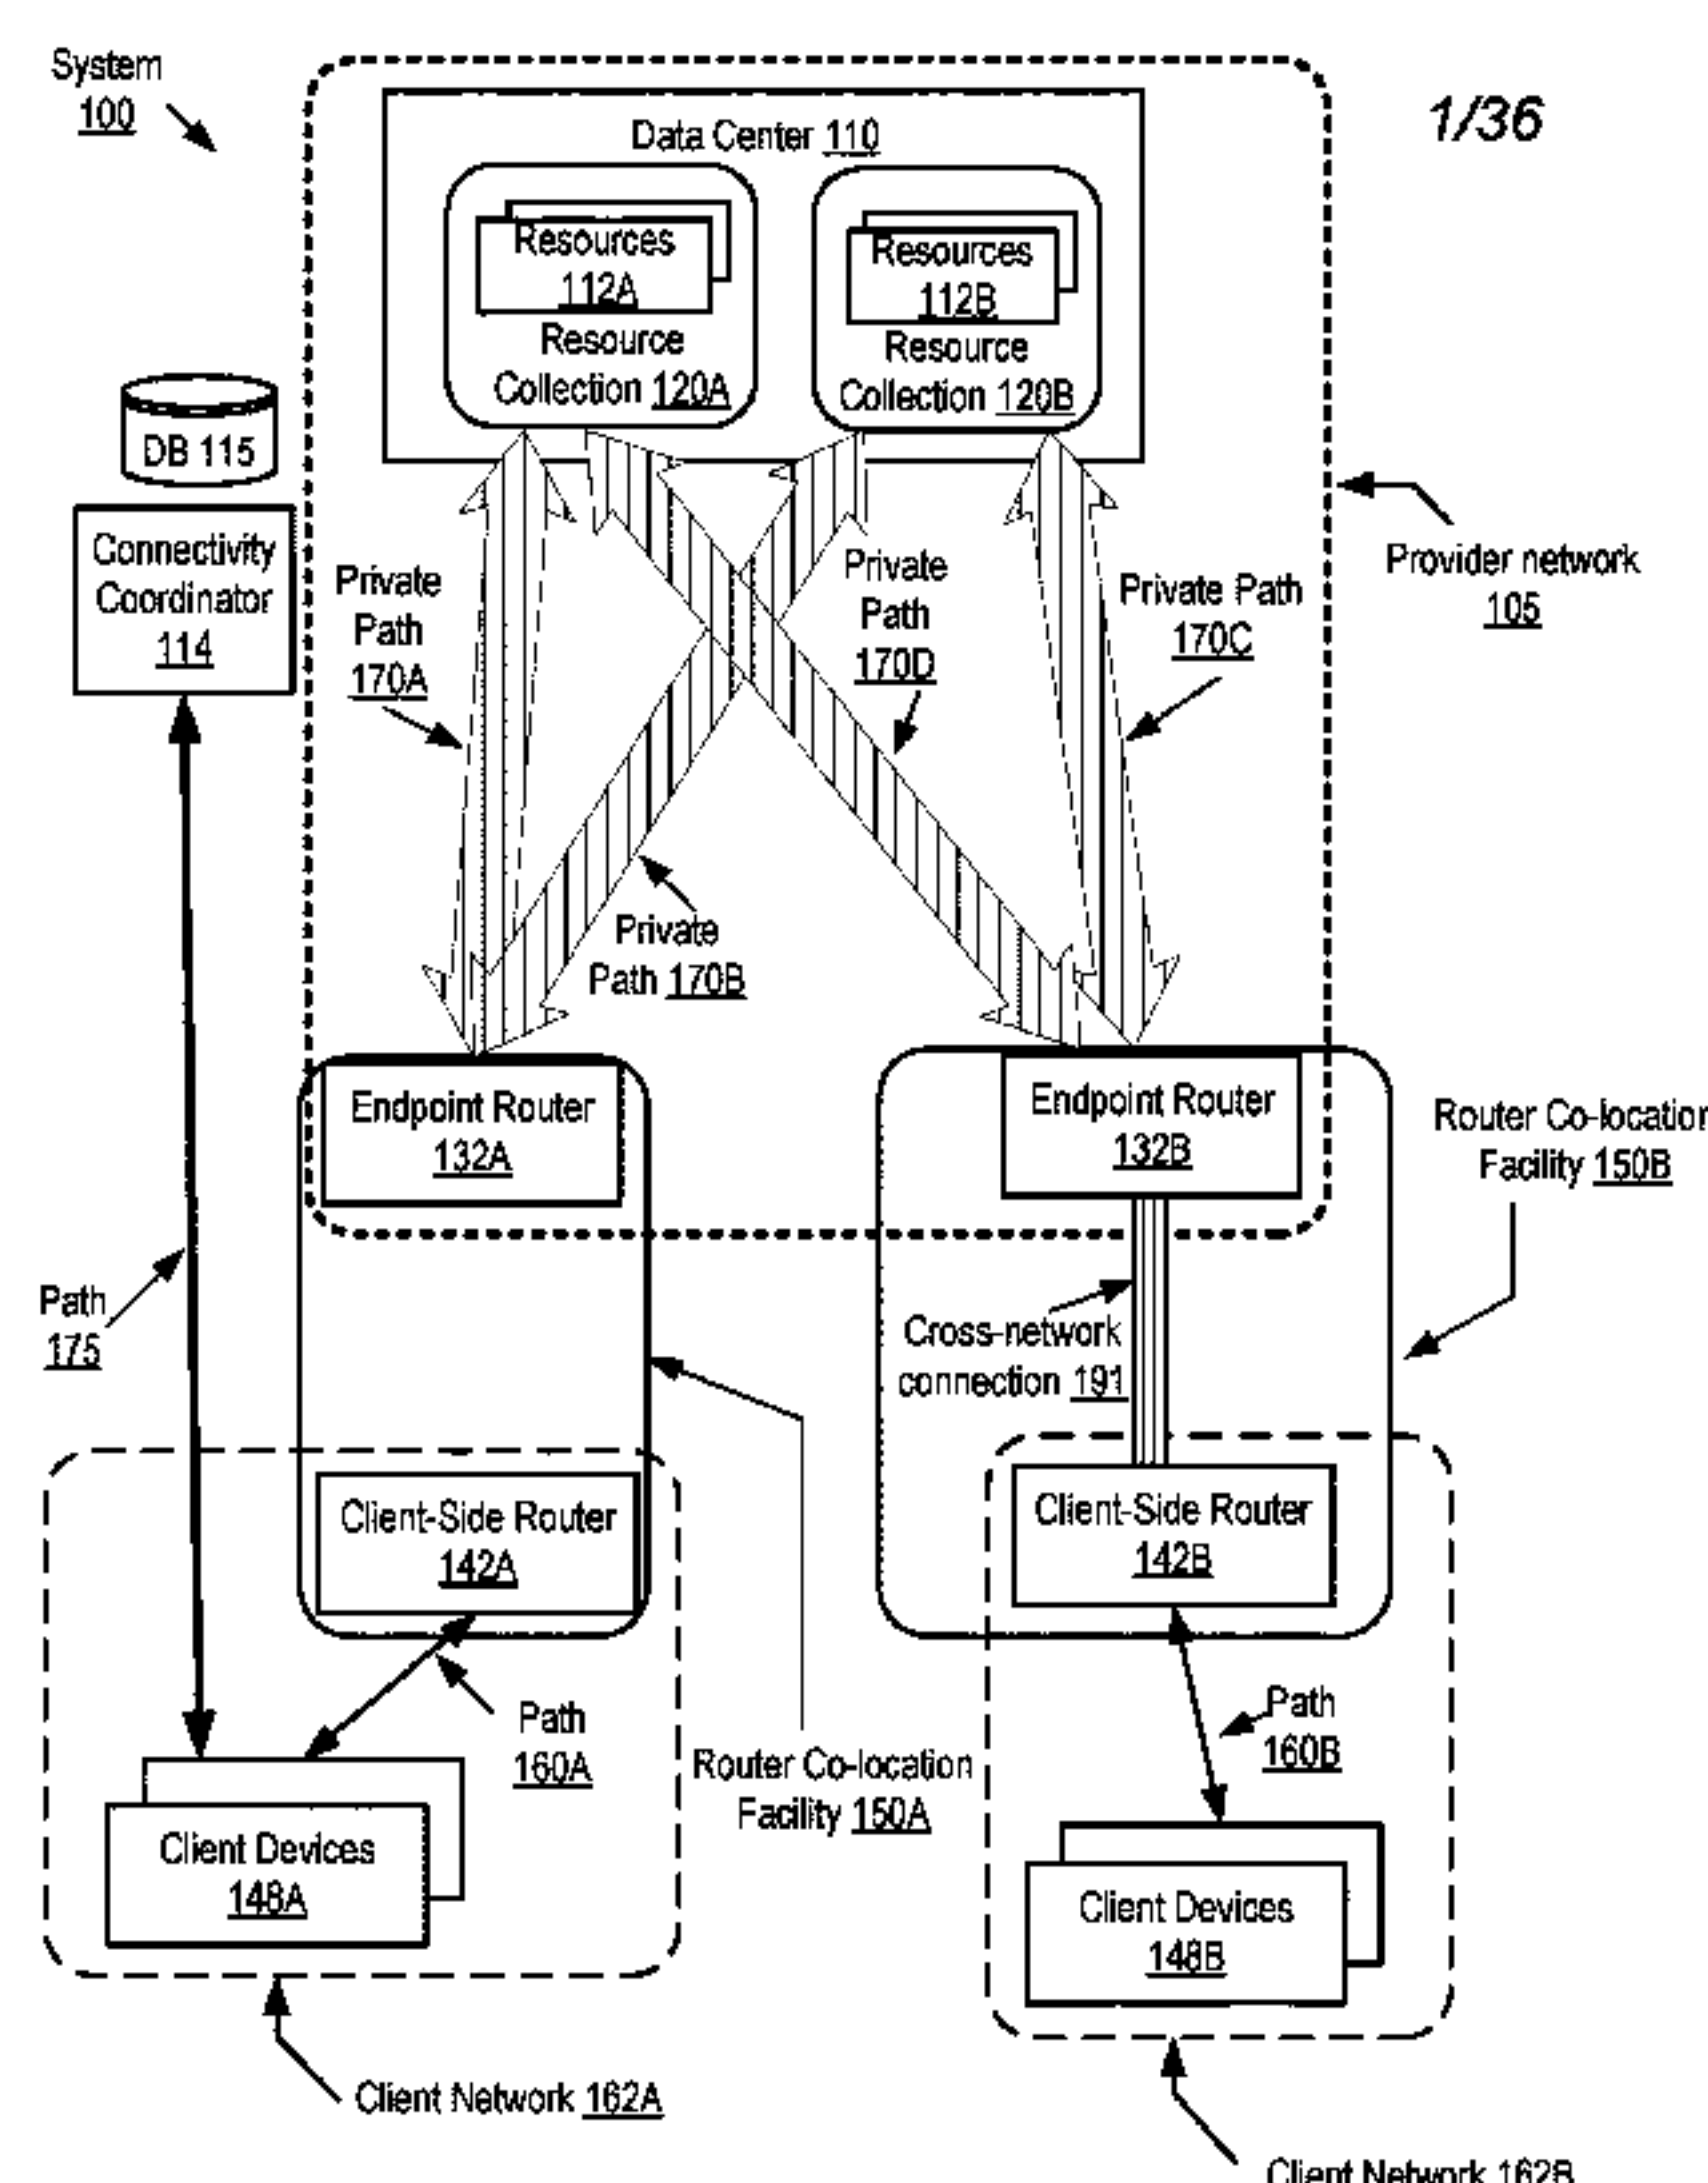 System
100
1/36
Data Center 110
Resources
112A
Resource
Collection 120A
Resources
112B
Resource
Collection 120B
DB 115
Connectivity
Coordinator
114
Private
Path
170A
Private
Path
170D
Private Path
170C
Provider network
105
Private
Path 170B
Endpoint Router
132A
Endpoint Router
132B
Router Co-location
Facility 150B
Path
175
Cross-network
connection 191
Client-Side Router
142A
Client-Side Router
142B
Path
160A
Path
160B
Router Co-location
Facility 150A
Client Devices
148A
Client Devices
148B
Client Network 162A
Client Network 162B